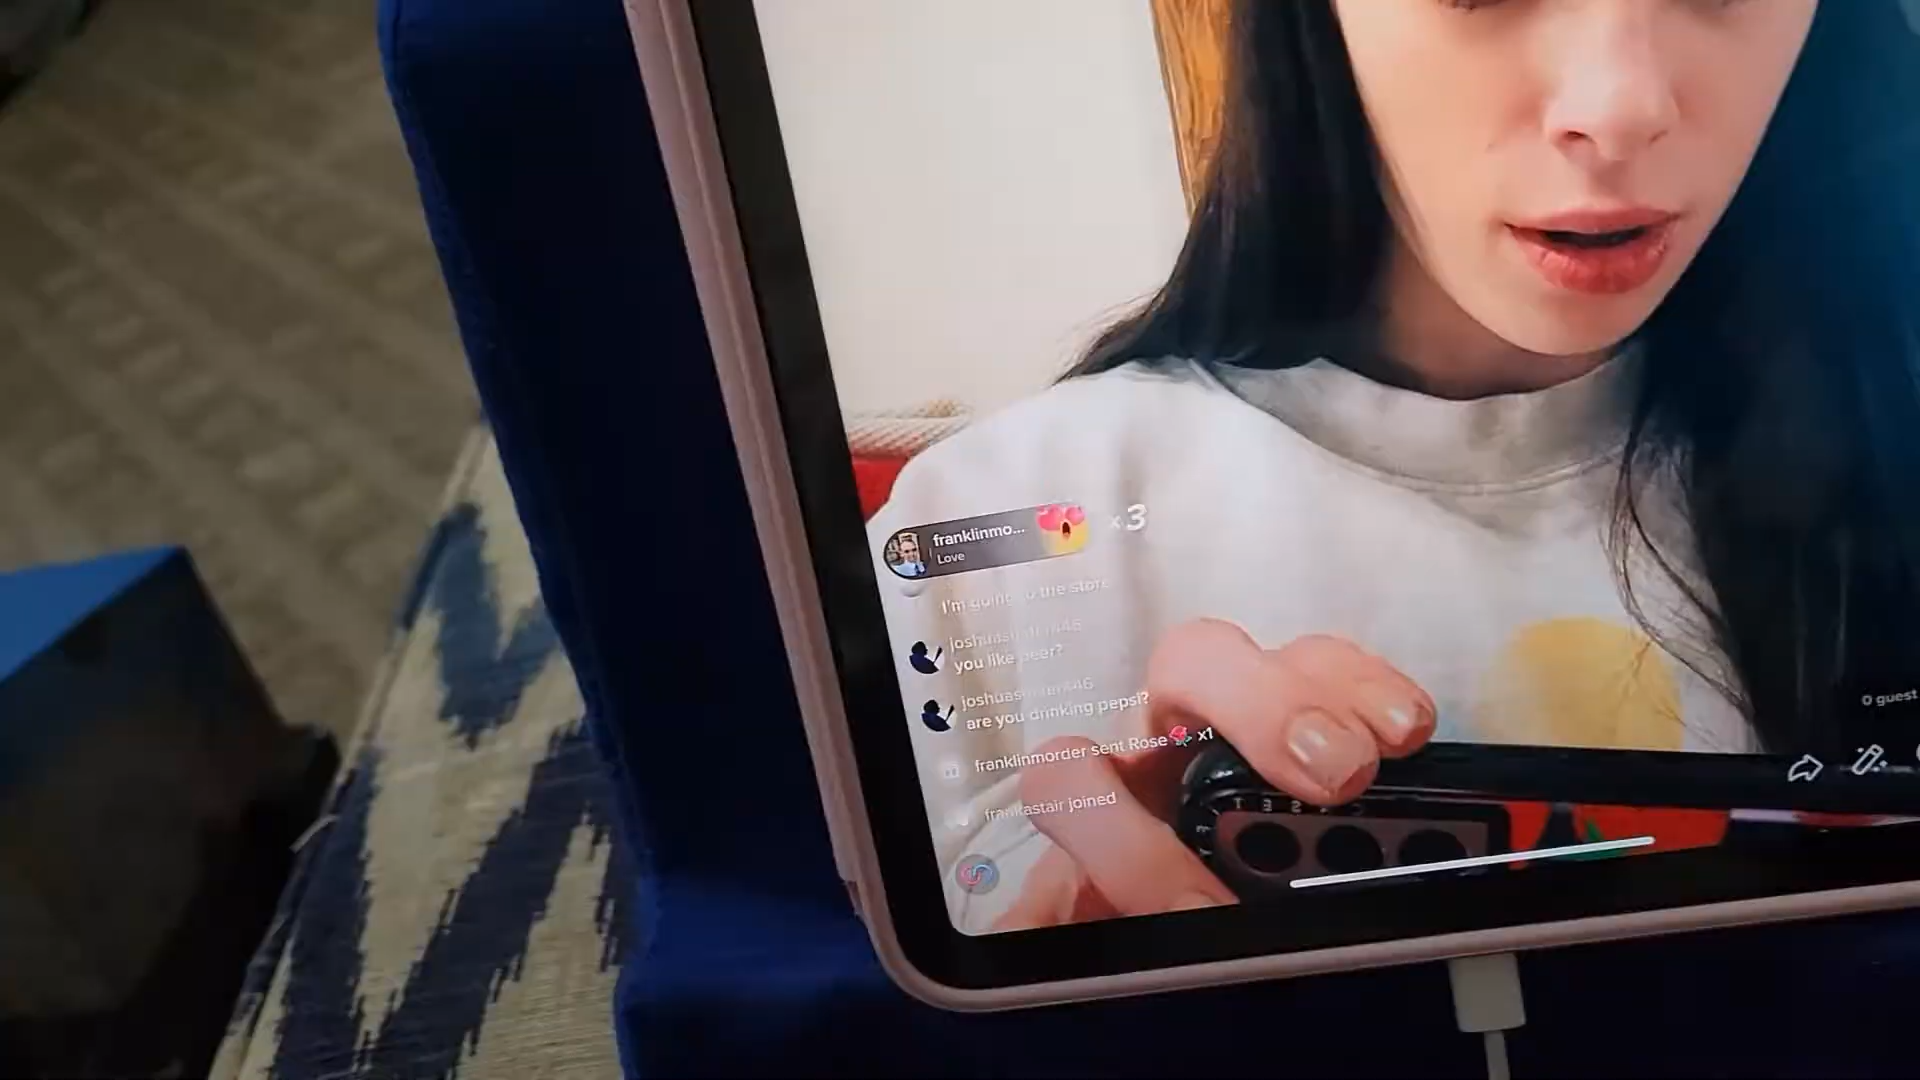 franklinmo...
Love
x3
I'm going to the store
you like beer?
are you drinking pepsi?
franklinmorder sent Rose x1
frankastair joined
0 guest